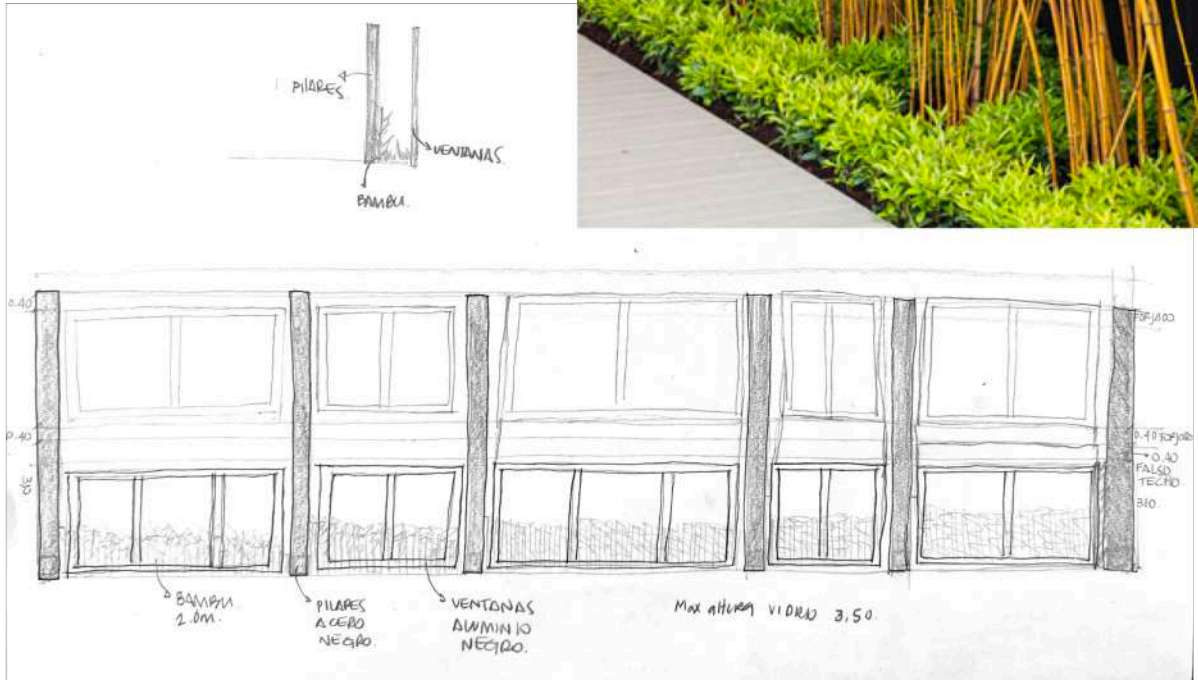 PILARES
VENTANAS.
BAMBU.
0.40
FORJADO
0.40
0.40 FORJADO
0.40
FALSO
TECHO
3.10
310.
BAMBU
2.0m.
PILARES
ACERO
NEGRO.
VENTANAS
ALUMINIO
NEGRO.
Max altura VIDRIO 3,50.